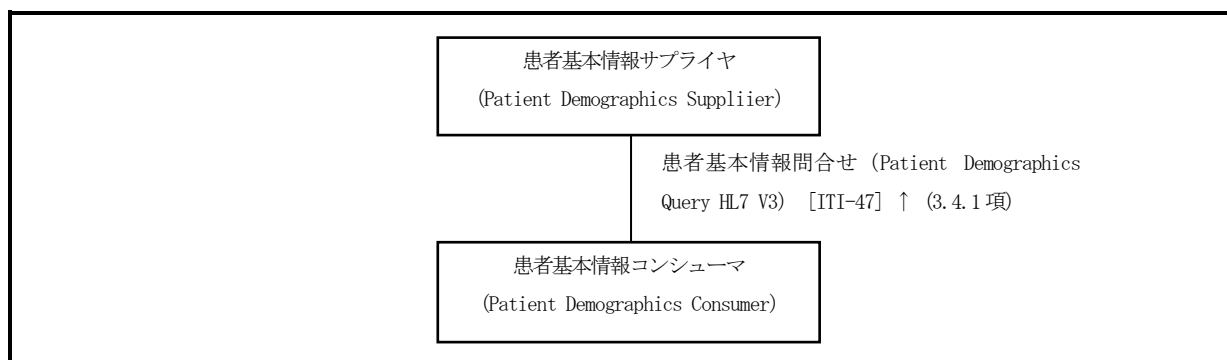 患者基本情報サプライヤ
(Patient Demographics Suppliier)
患者基本情報問合せ (Patient Demographics
Query HL7 V3) [ITI-47] ↑ (3.4.1項)
患者基本情報コンシューマ
(Patient Demographics Consumer)